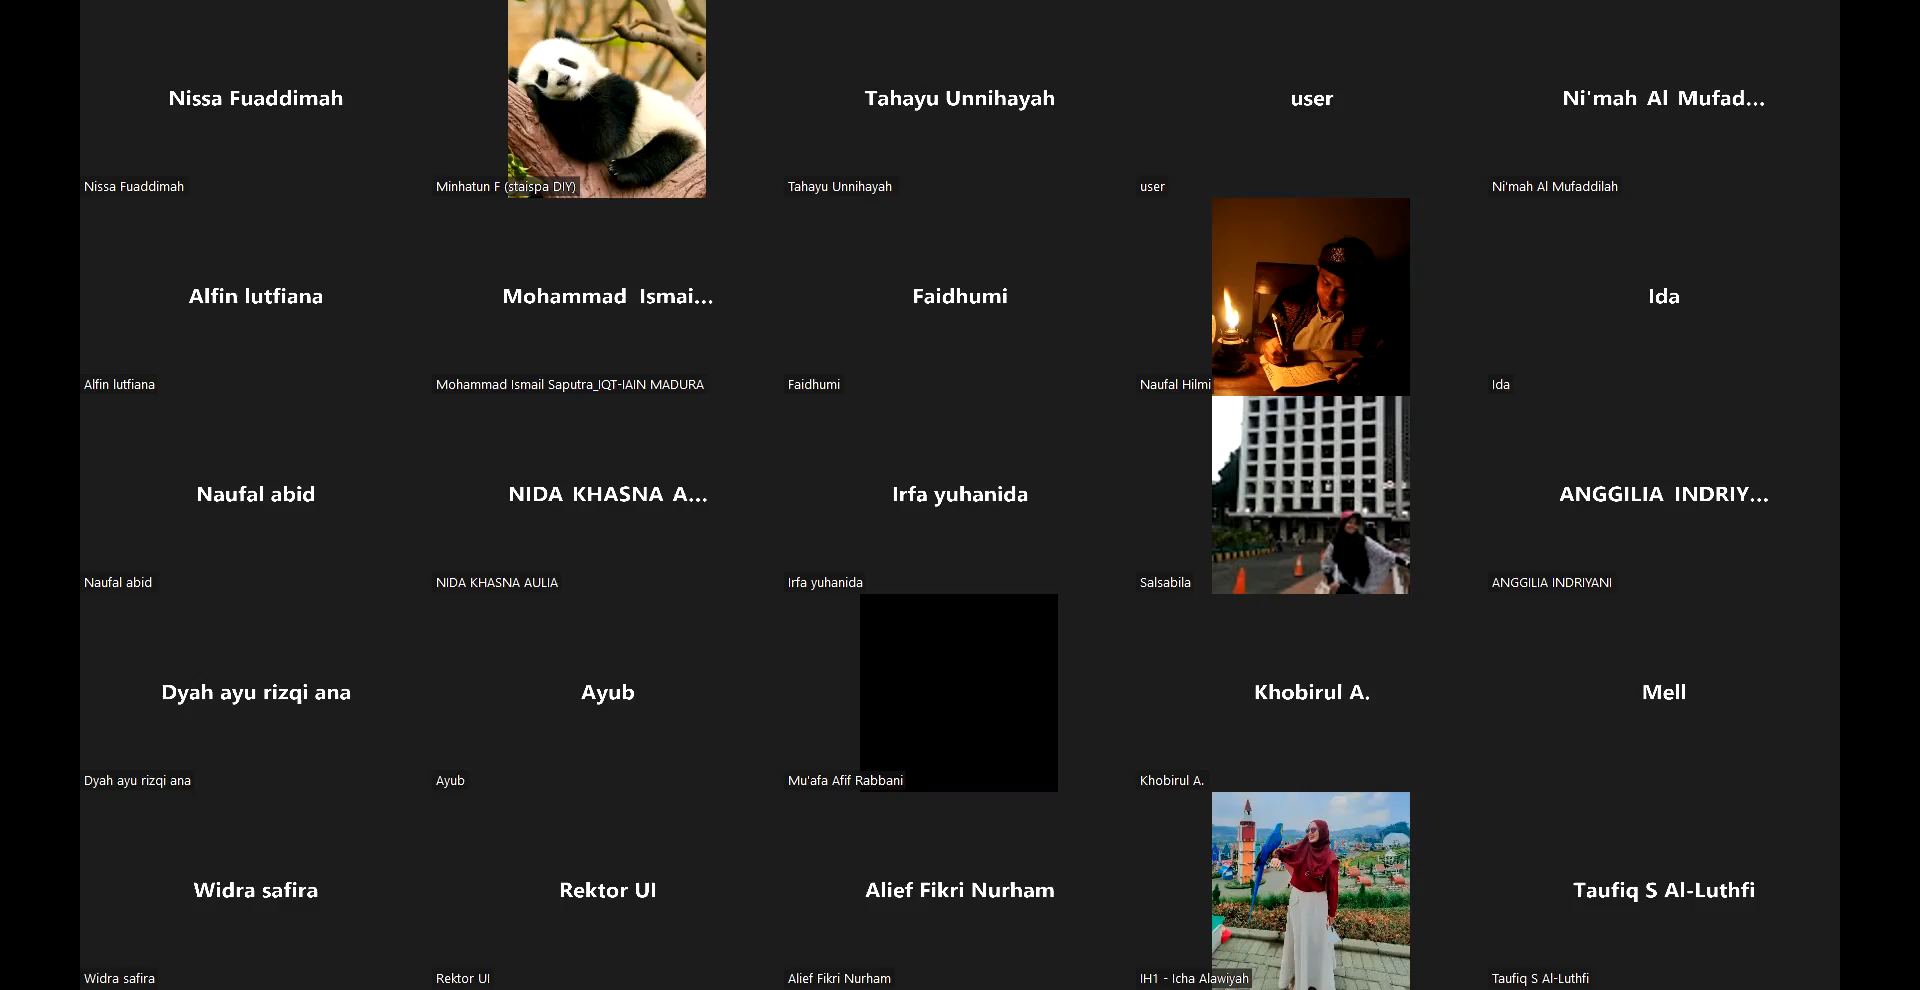 Nissa Fuaddimah
Tahayu Unnihayah
user
Ni'mah Al Mufad...
Nissa Fuaddimah
Minhatun F (staispa DIY)
Tahayu Unnihayah
user
Ni'mah Al Mufaddilah
Alfin lutfiana
Mohammad Ismai...
Faidhumi
Ida
Alfin lutfiana
Mohammad Ismail Saputra_IQT-IAIN MADURA
Faidhumi
Naufal Hilmi
Ida
Naufal abid
NIDA KHASNA A...
Irfa yuhanida
ANGGILIA INDRIY...
Naufal abid
NIDA KHASNA AULIA
Irfa yuhanida
Salsabila
ANGGILIA INDRIYANI
Dyah ayu rizqi ana
Ayub
Khobirul A.
Mell
Dyah ayu rizqi ana
Ayub
Mu'afa Afif Rabbani
Khobirul A.
Widra safira
Rektor UI
Alief Fikri Nurham
Taufiq S Al-Luthfi
Widra safira
Rektor UI
Alief Fikri Nurham
IH1 - Icha Alawiyah
Taufiq S Al-Luthfi